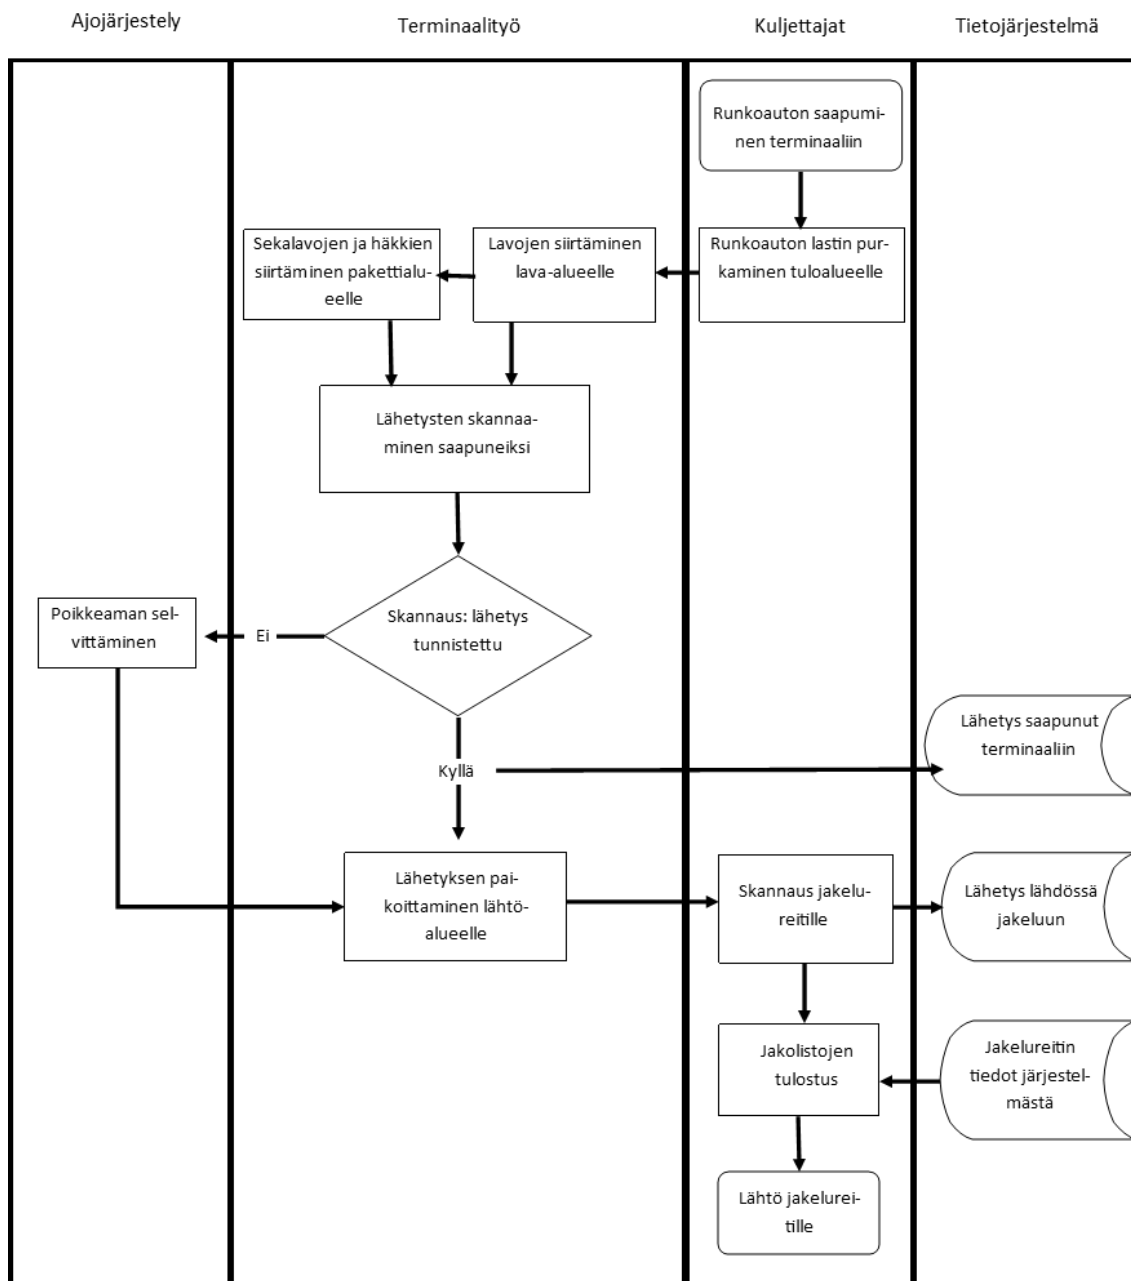 Ajojärjestely
Terminaalityö
Kuljettajat
Tietojärjestelmä
Runkoauton saapumi-
nen terminaaliin
Sekalavojen ja häkkien
siirtäminen pakettialu-
eelle
Lavojen siirtäminen
lava-alueelle
Runkoauton lastin pur-
kaminen tuloalueelle
Lähetysten skannaa-
minen saapuneiksi
Skannaus: lähetys
tunnistettu
Poikkeaman sel-
vittäminen
Ei
Kyllä
Lähetys saapunut
terminaaliin
Lähetyksen pai-
koittaminen lähtö-
alueelle
Skannaus jakelu-
reitille
Lähetys lähdössä
jakeluun
Jakolistojen
tulostus
Jakelureitin
tiedot järjestel-
mästä
Lähtö jakelurei-
tille